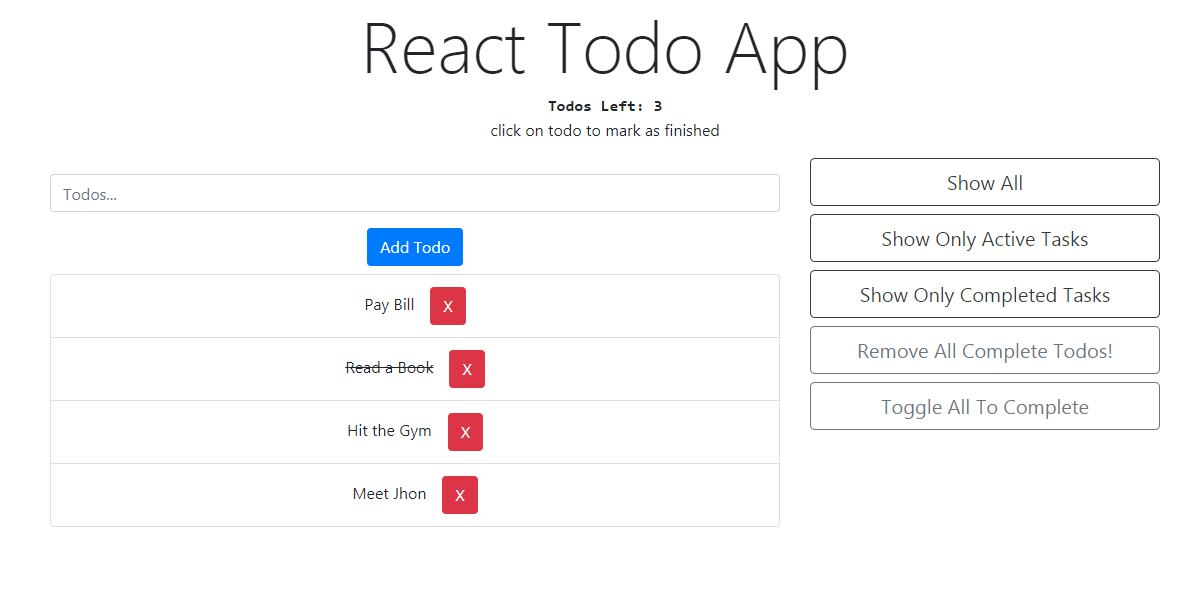 React Todo App
Todos Left: 3
click on todo to mark as finished
Todos...
Add Todo
Pay Bill X
Read a Book X
Hit the Gym X
Meet Jhon X
Show All
Show Only Active Tasks
Show Only Completed Tasks
Remove All Complete Todos!
Toggle All To Complete